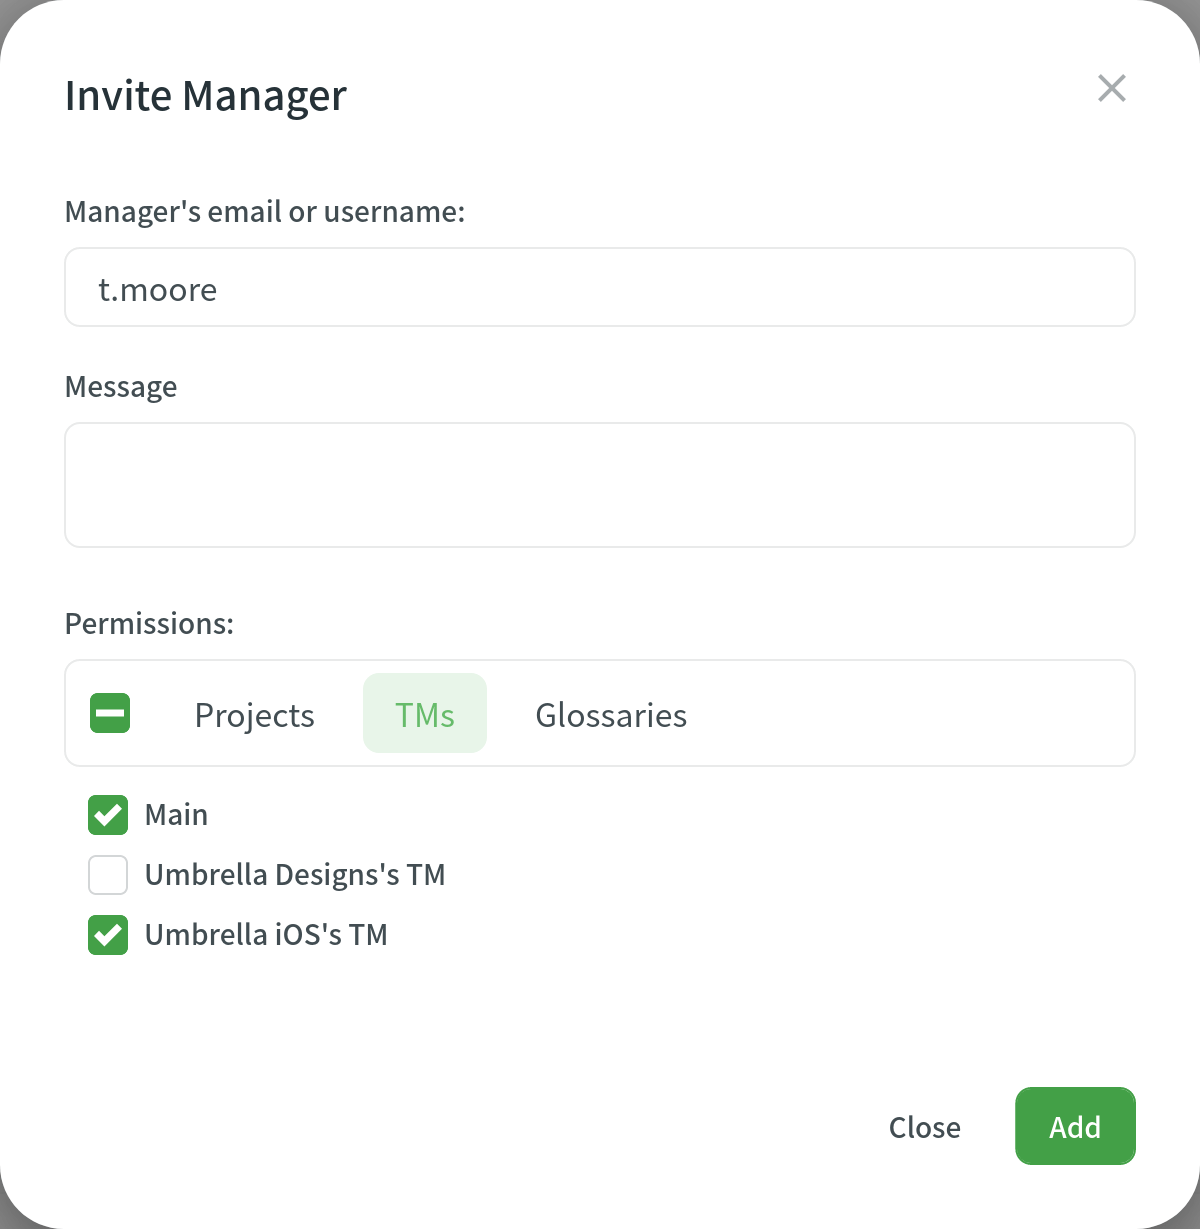 Invite Manager
Manager's email or username:
t.moore
Message
Permissions:
Projects TMs Glossaries
Main
Umbrella Designs's TM
Umbrella iOS's TM
Close Add